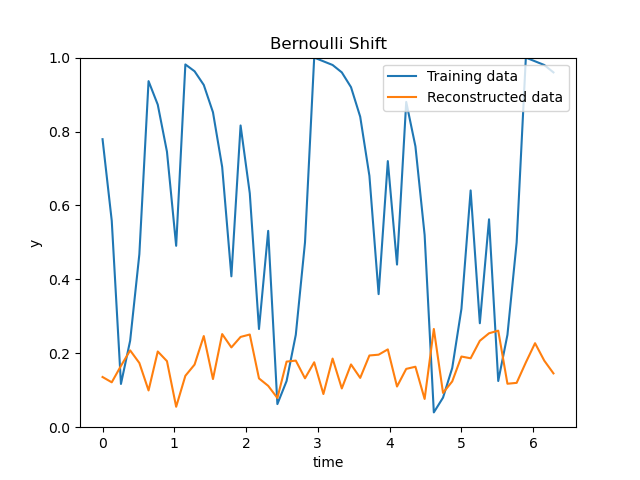 Bernoulli Shift
Training data
Reconstructed data
1.0
0.8
0.6
0.4
0.2
0.0
y
0 1 2 3 4 5 6
time